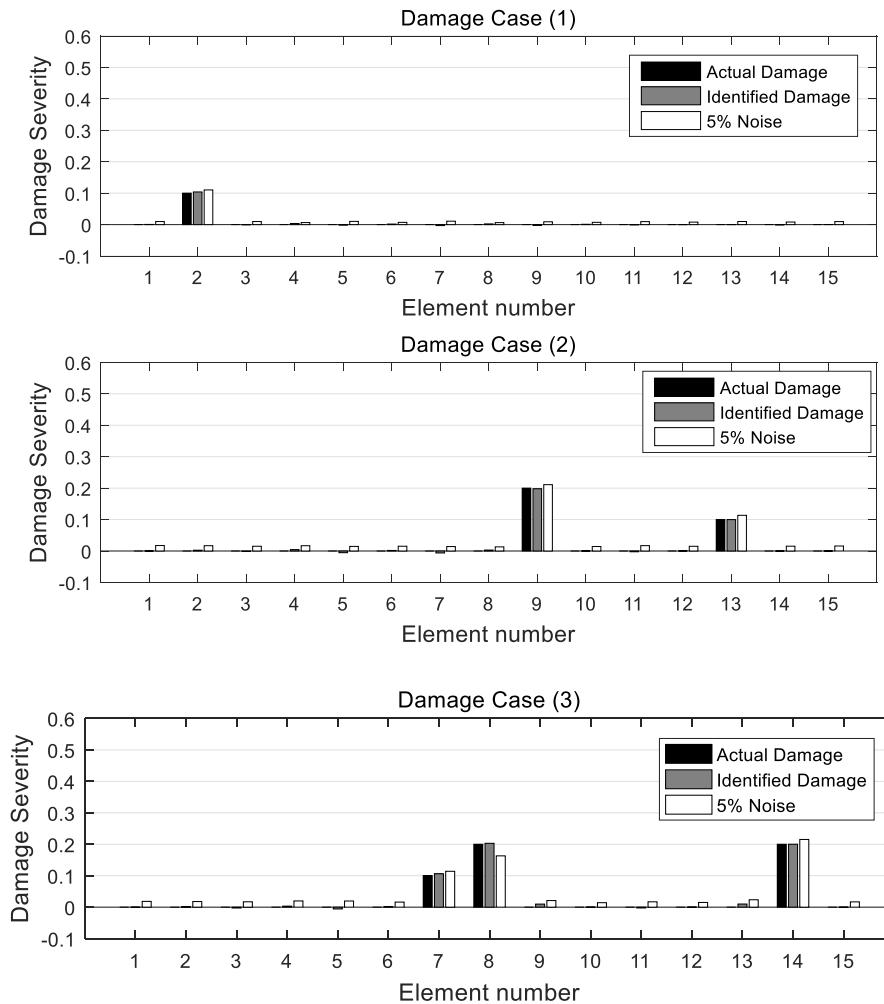 Damage Case (1)
Damage Severity
0.6
0.5
0.4
0.3
0.2
0.1
0
-0.1
Actual Damage
Identified Damage
5% Noise
1 2 3 4 5 6 7 8 9 10 11 12 13 14 15
Element number
Damage Case (2)
Damage Severity
0.6
0.5
0.4
0.3
0.2
0.1
0
-0.1
Actual Damage
Identified Damage
5% Noise
1 2 3 4 5 6 7 8 9 10 11 12 13 14 15
Element number
Damage Case (3)
Damage Severity
0.6
0.5
0.4
0.3
0.2
0.1
0
-0.1
Actual Damage
Identified Damage
5% Noise
1 2 3 4 5 6 7 8 9 10 11 12 13 14 15
Element number